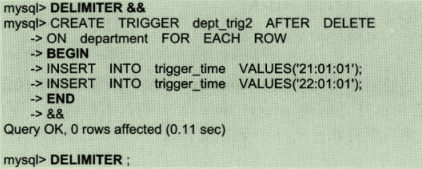 mysql> DELIMITER &&
mysql> CREATE TRIGGER dept_trig2 AFTER DELETE
-> ON department FOR EACH ROW
-> BEGIN
-> INSERT INTO trigger_time VALUES('21:01:01');
-> INSERT INTO trigger_time VALUES('22:01:01');
-> END
-> &&
Query OK, 0 rows affected (0.11 sec)
mysql> DELIMITER ;